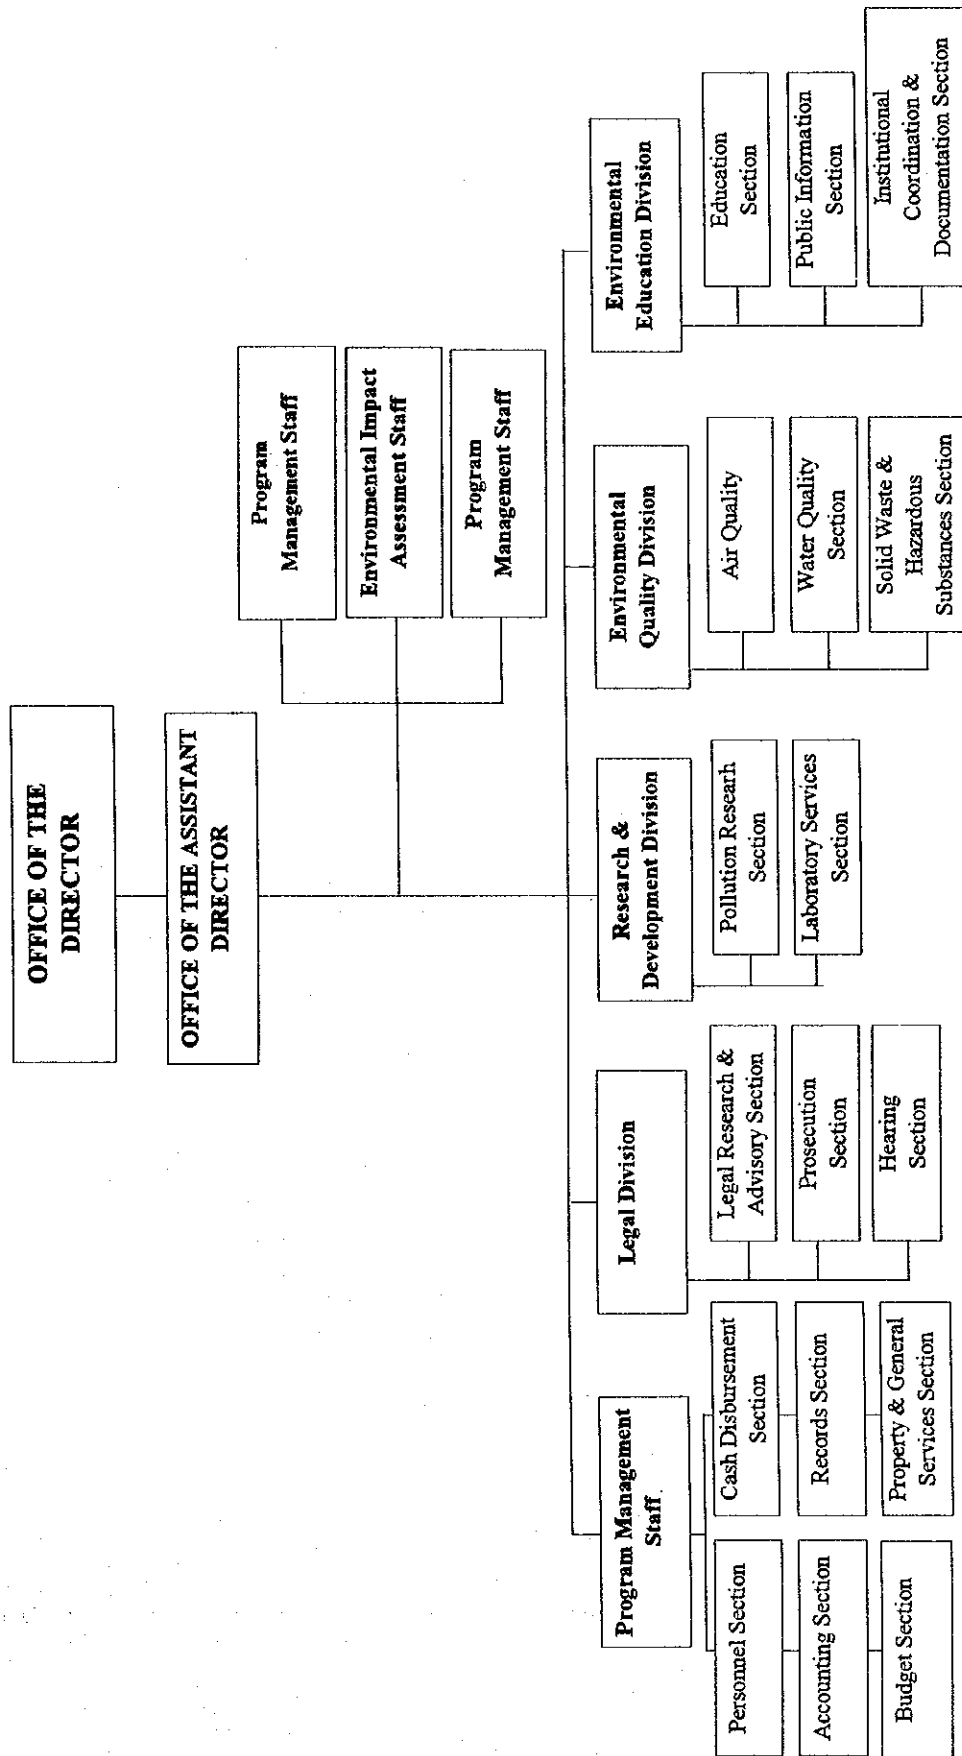 OFFICE OF THE
DIRECTOR
OFFICE OF THE ASSISTANT
DIRECTOR
Program
Management Staff
Environmental Impact
Assessment Staff
Program
Management Staff
Program Management
Staff
Personnel Section
Accounting Section
Budget Section
Cash Disbursement
Section
Records Section
Property & General
Services Section
Legal Division
Legal Research &
Advisory Section
Prosecution
Section
Hearing
Section
Research &
Development Division
Pollution Researh
Section
Laboratory Services
Section
Environmental
Quality Division
Air Quality
Water Quality
Section
Solid Waste &
Hazardous
Substances Section
Environmental
Education Division
Education
Section
Public Information
Section
Institutional
Coordination &
Documentation Section